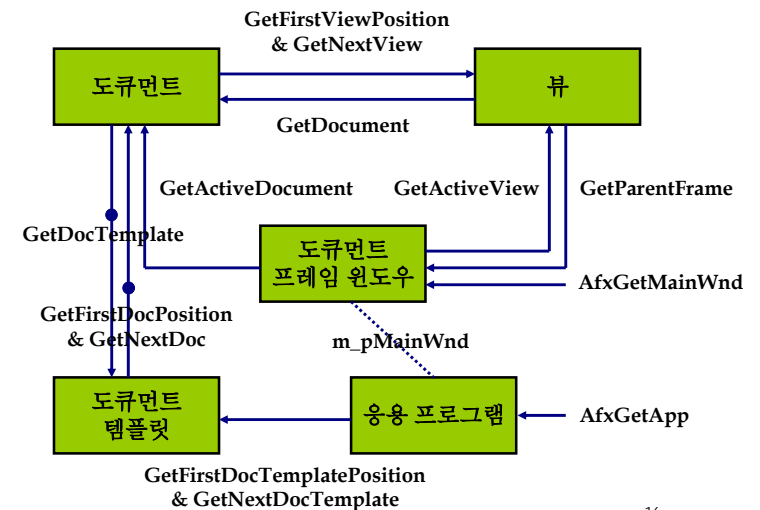 GetFirstViewPosition
& GetNextView
도큐먼트
뷰
GetDocument
GetActiveDocument
GetActiveView
GetParentFrame
GetDocTemplate
도큐먼트
프레임 윈도우
AfxGetMainWnd
GetFirstDocPosition
& GetNextDoc
m_pMainWnd
도큐먼트
템플릿
응용 프로그램
AfxGetApp
GetFirstDocTemplatePosition
& GetNextDocTemplate